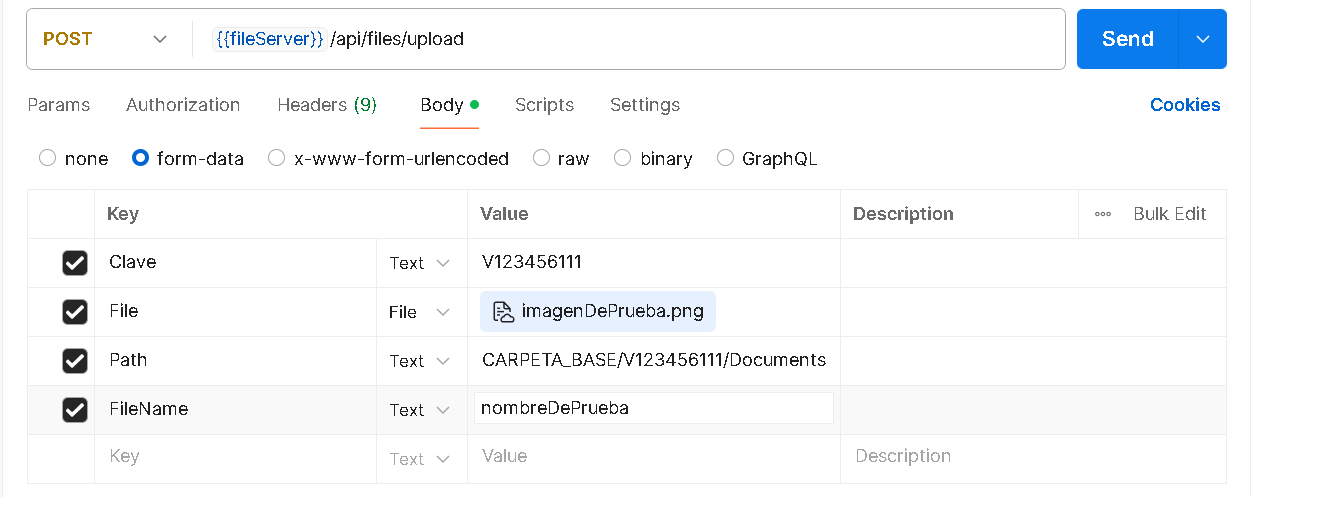 POST {{fileServer}} /api/files/upload Send
Params Authorization Headers (9) Body Scripts Settings Cookies
none form-data x-www-form-urlencoded raw binary GraphQL
Key Value Description Bulk Edit
Clave Text V123456111
File File imagenDePrueba.png
Path Text CARPETA_BASE/V123456111/Documents
FileName Text nombreDePrueba
Key Text Value Description